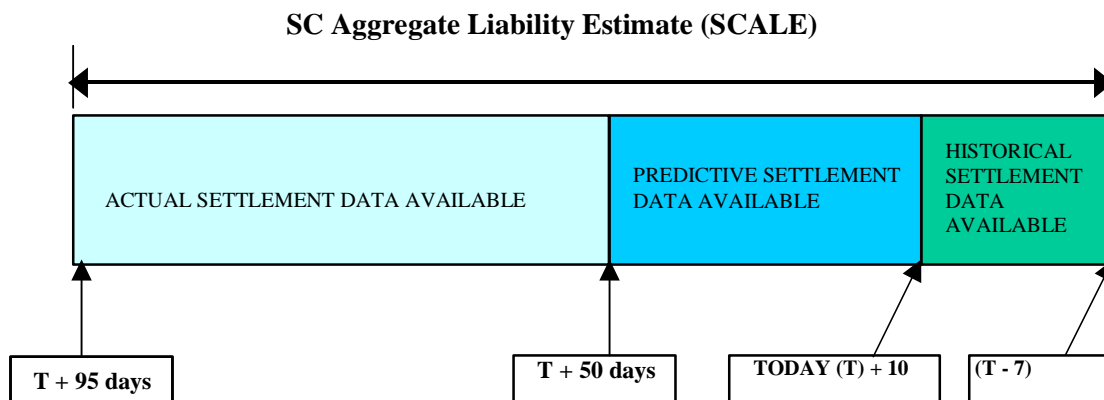 SC Aggregate Liability Estimate (SCALE)
ACTUAL SETTLEMENT DATA AVAILABLE
PREDICTIVE SETTLEMENT
DATA AVAILABLE
HISTORICAL
SETTLEMENT
DATA
AVAILABLE
T + 95 days
T + 50 days
TODAY (T) + 10
(T - 7)